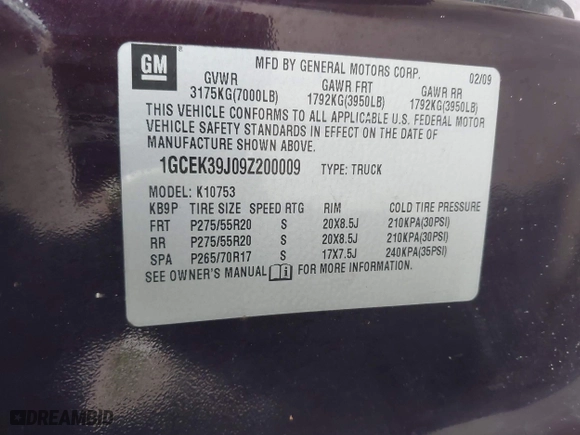 GM
MFD BY GENERAL MOTORS CORP. 02/09
GVWR GAWR FRT GAWR RR
3175KG(7000LB) 1792KG(3950LB) 1792KG(3950LB)
THIS VEHICLE CONFORMS TO ALL APPLICABLE U.S. FEDERAL MOTOR
VEHICLE SAFETY STANDARDS IN EFFECT ON THE DATE OF
MANUFACTURE SHOWN ABOVE.
1GCEK39J09Z200009 TYPE: TRUCK
MODEL: K10753
KB9P TIRE SIZE SPEED RTG RIM COLD TIRE PRESSURE
FRT P275/55R20 S 20X8.5J 210KPA(30PSI)
RR P275/55R20 S 20X8.5J 210KPA(30PSI)
SPA P265/70R17 S 17X7.5J 240KPA(35PSI)
SEE OWNER'S MANUAL i FOR MORE INFORMATION.
DREAMBID